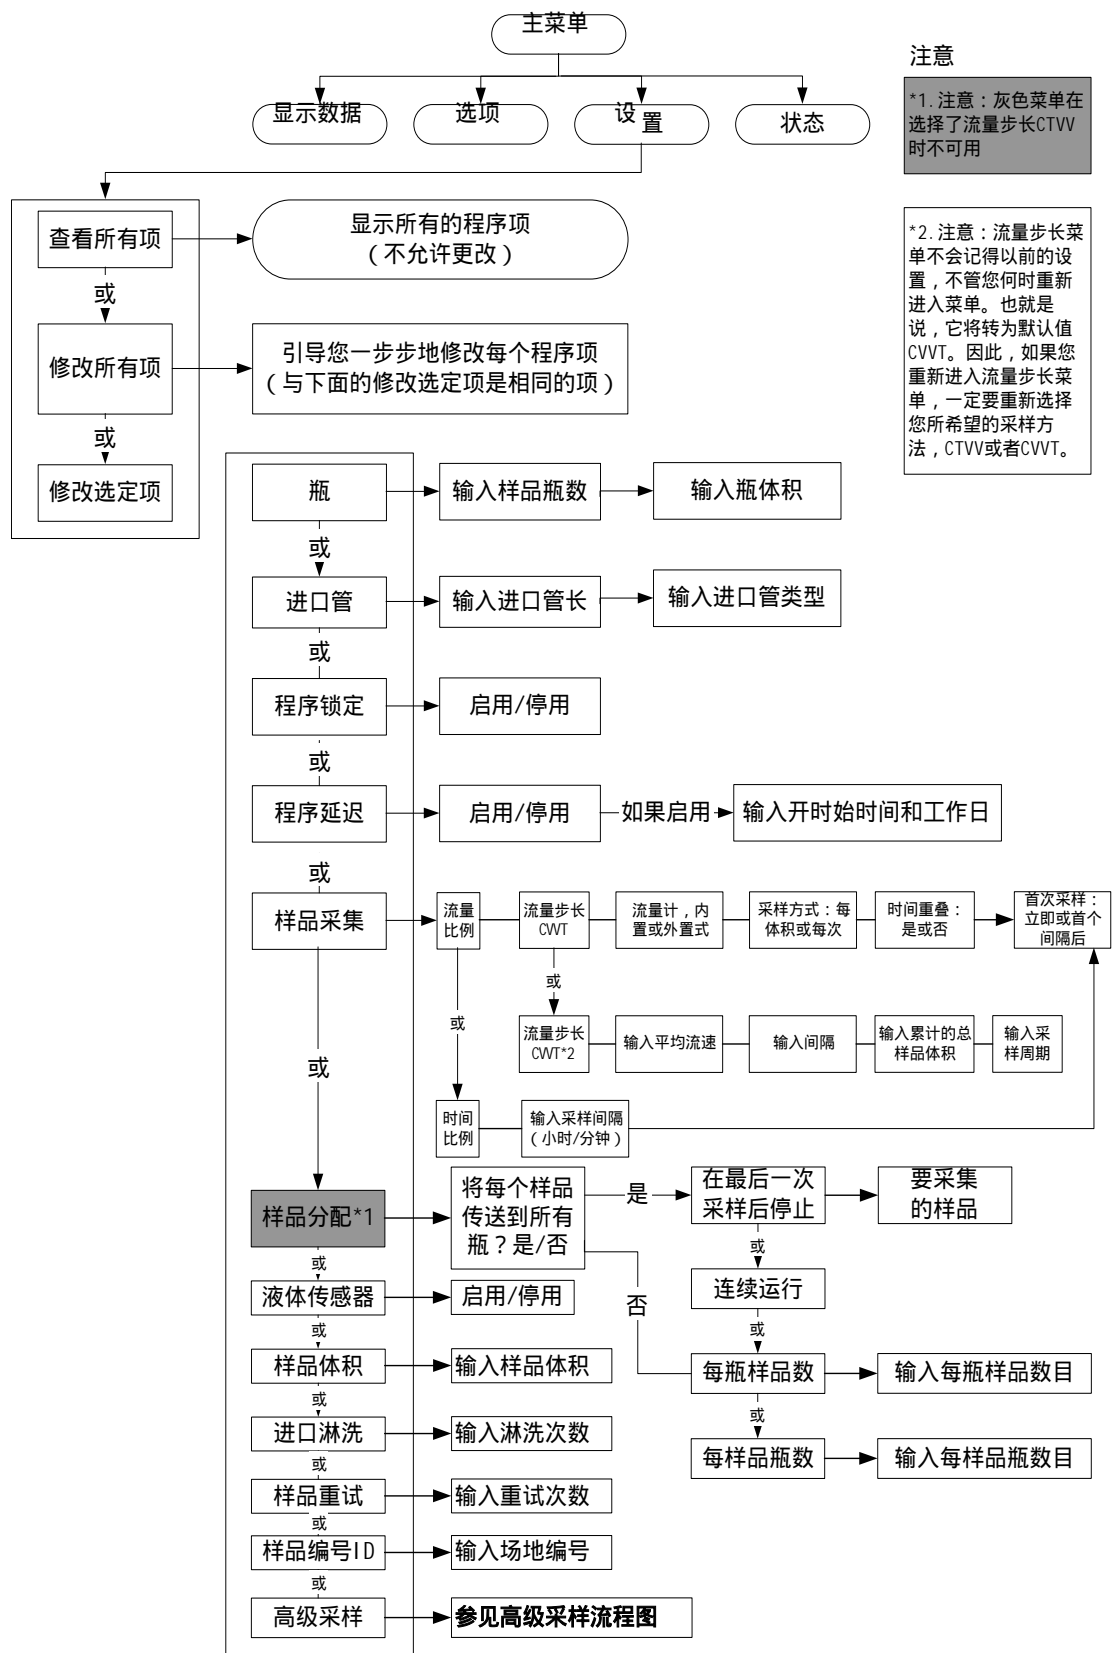 主菜单
显示数据
选项
设置
状态
注意
*1.注意：灰色菜单在
选择了流量步长CTVV
时不可用
*2.注意：流量步长菜
单不会记得以前的设
置，不管您何时重新
进入菜单。也就是
说，它将转为默认值
CVVT。因此，如果您
重新进入流量步长菜
单，一定要重新选择
您所希望的采样方
法，CTVV或者CVVT。
查看所有项
显示所有的程序项
（不允许更改）
或
修改所有项
引导您一步步地修改每个程序项
（与下面的修改选定项是相同的项）
或
修改选定项
瓶
输入样品瓶数
输入瓶体积
或
进口管
输入进口管长
输入进口管类型
或
程序锁定
启用/停用
或
程序延迟
启用/停用
如果启用
输入开时始时间和工作日
或
样品采集
流量
比例
流量步长
CVVT
流量计，内
置或外置式
采样方式：每
体积或每次
时间重叠：
是或否
首次采样：
立即或首个
间隔后
或
或
流量步长
CVVT*2
输入平均流速
输入间隔
输入累计的总
样品体积
输入采
样周期
或
时间
比例
输入采样间隔
（小时/分钟）
样品分配*1
将每个样品
传送到所有
瓶？是/否
是
在最后一次
采样后停止
要采集
的样品
或
连续运行
否
或
每瓶样品数
输入每瓶样品数目
或
每样品瓶数
输入每样品瓶数目
或
液体传感器
启用/停用
或
样品体积
输入样品体积
或
进口淋洗
输入淋洗次数
或
样品重试
输入重试次数
或
样品编号ID
输入场地编号
或
高级采样
参见高级采样流程图